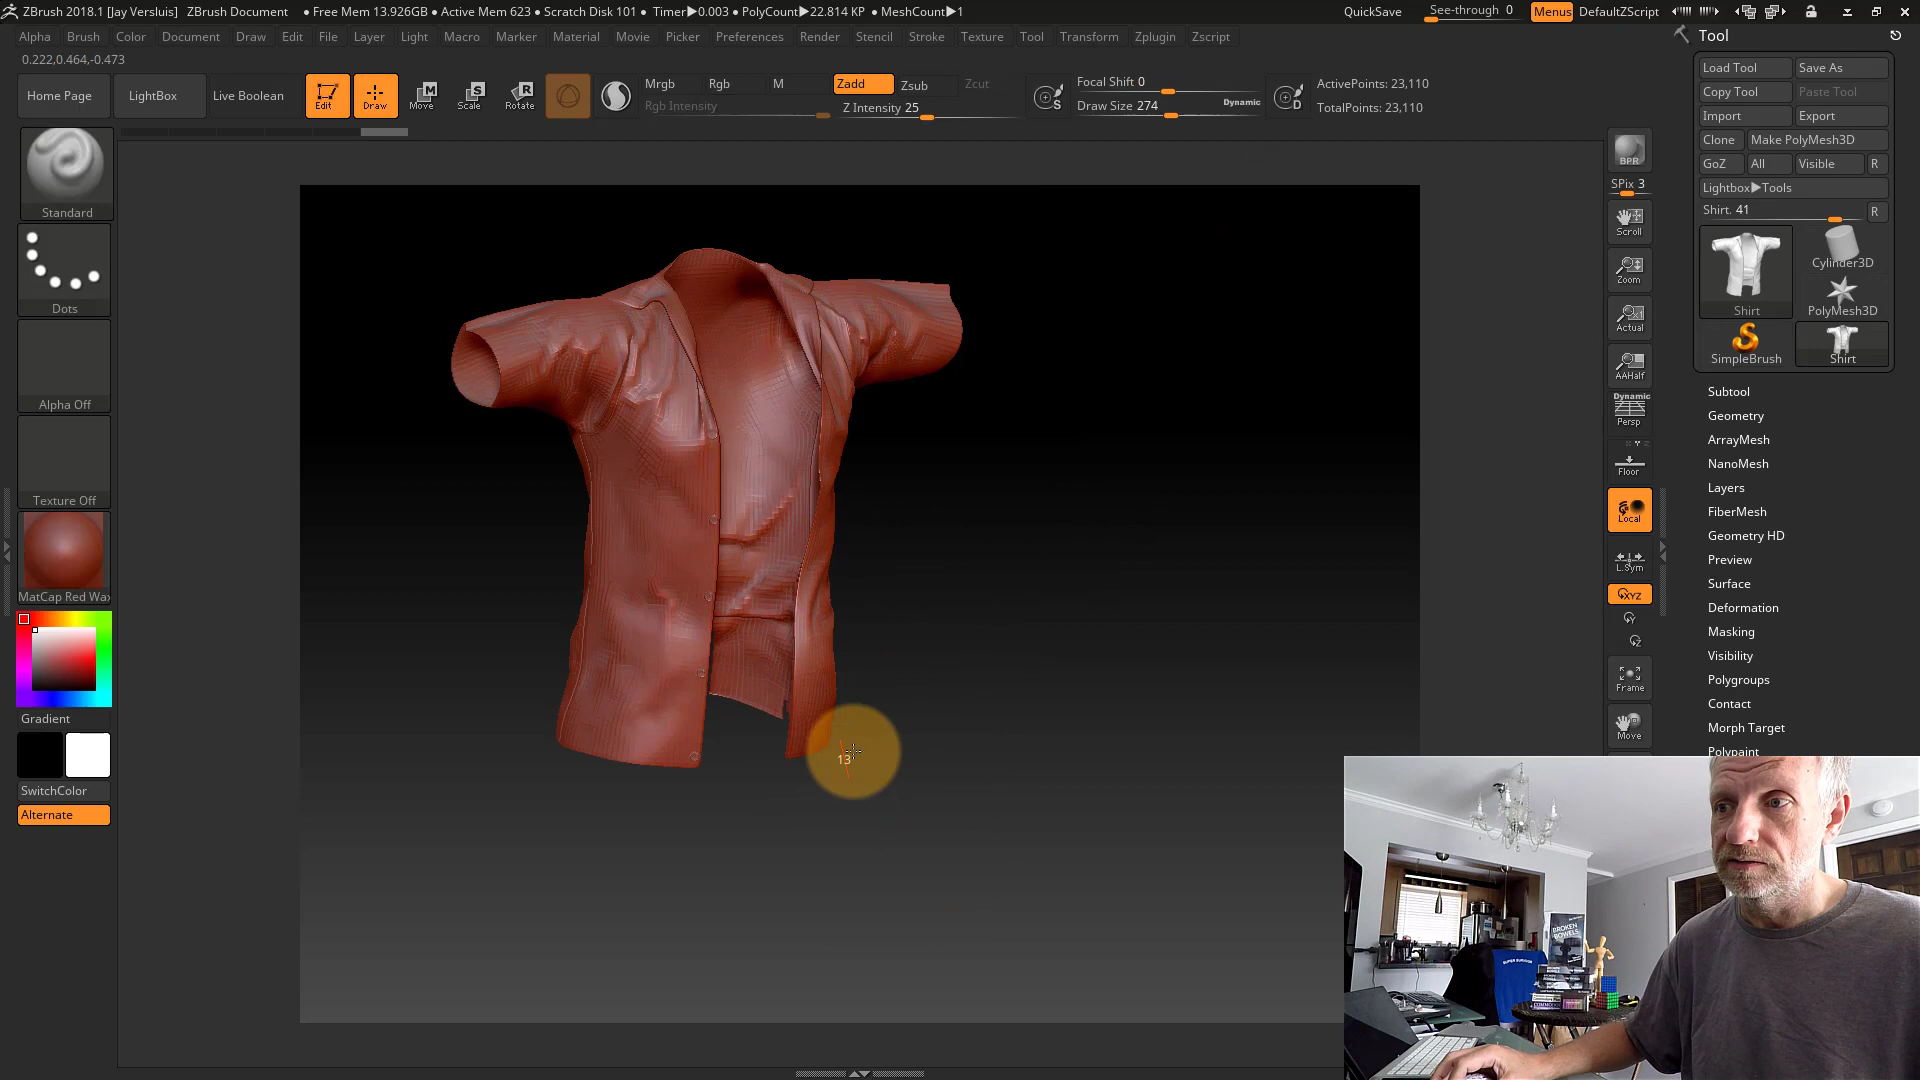 ZBrush 2018.1 [Jay Versluis] ZBrush Document • Free Mem 13.926GB • Active Mem 623 • Scratch Disk 101 • Timer▶0.003 • PolyCount▶22.814 KP • MeshCount▶1 QuickSave See-through 0 Menus DefaultZScript
Alpha Brush Color Document Draw Edit File Layer Light Macro Marker Material Movie Picker Preferences Render Stencil Stroke Texture Tool Transform Zplugin Zscript
Tool
0.222,0.464,-0.473
Load Tool Save As
Copy Tool Paste Tool
Import Export
Clone Make PolyMesh3D
GoZ All Visible R
Lightbox▶Tools
Shirt. 41 R
Home Page LightBox Live Boolean Edit Draw Move Scale Rotate
Mrgb Rgb M Zadd Zsub Zcut
Rgb Intensity Z Intensity 25
Focal Shift 0
Draw Size 274 Dynamic
ActivePoints: 23,110
TotalPoints: 23,110
Standard
Dots
Alpha Off
Texture Off
MatCap Red Wax
Gradient
SwitchColor
Alternate
BPR
SPix 3
Scroll
Zoom
Actual
AAHalf
Dynamic
Persp
Floor
Local
L.Sym
XYZ
Frame
Move
Shirt
Cylinder3D
PolyMesh3D
SimpleBrush
Shirt
Subtool
Geometry
ArrayMesh
NanoMesh
Layers
FiberMesh
Geometry HD
Preview
Surface
Deformation
Masking
Visibility
Polygroups
Contact
Morph Target
Polypaint
13
BROKEN
BOWELS
SUPER SURVIVOR